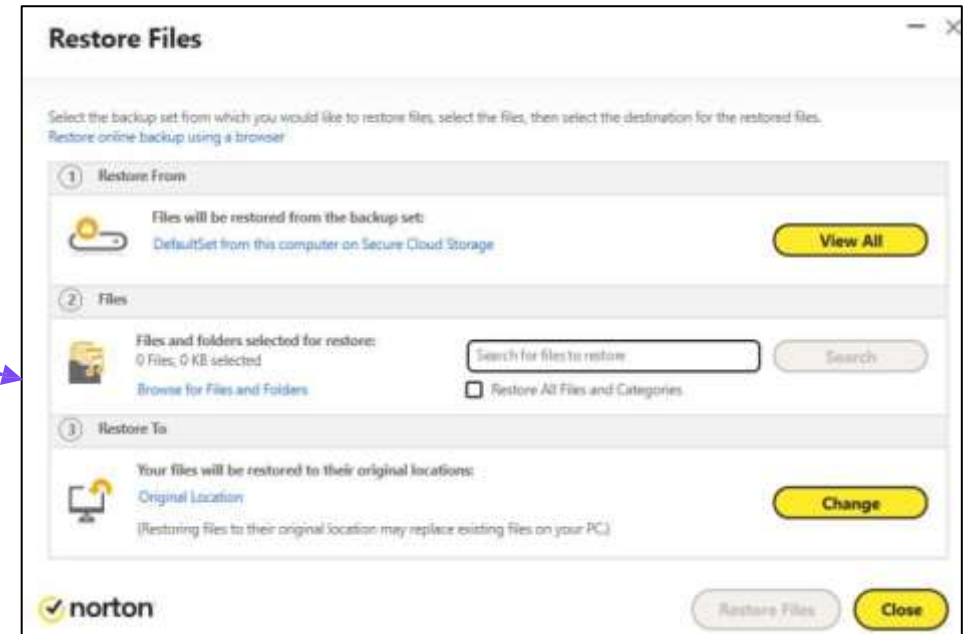 Restore Files
Select the backup set from which you would like to restore files, select the files, then select the destination for the restored files.
Restore online backup using a browser
1 Restore From
Files will be restored from the backup set:
DefaultSet from this computer on Secure Cloud Storage
View All
2 Files
Files and folders selected for restore:
0 Files, 0 KB selected
Search for files to restore
Search
Browse for Files and Folders
Restore All Files and Categories
3 Restore To
Your files will be restored to their original locations:
Original Location
Change
(Restoring files to their original location may replace existing files on your PC)
norton
Restore Files
Close